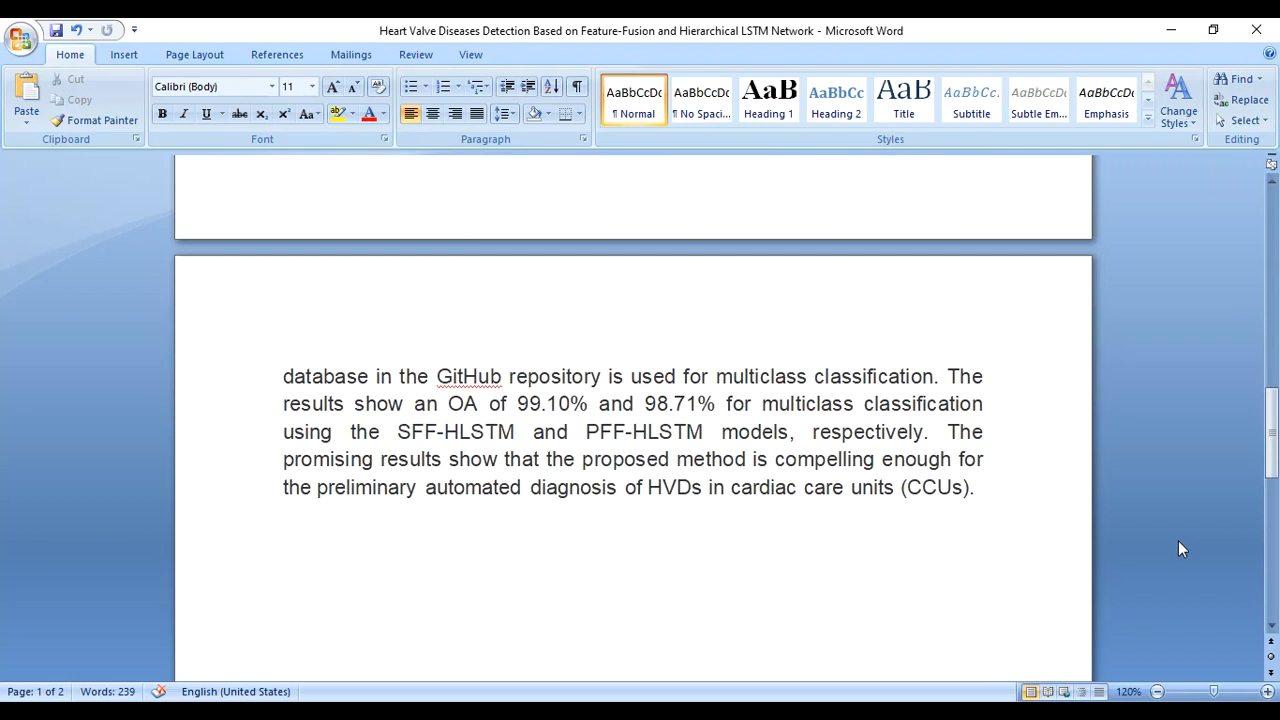 Heart Valve Diseases Detection Based on Feature-Fusion and Hierarchical LSTM Network - Microsoft Word
Home Insert Page Layout References Mailings Review View
Paste
Cut
Copy
Format Painter
Clipboard
Calibri (Body) 11
Font
Paragraph
AaBbCcDc AaBbCcDc AaB AaBbCc AaB AaBbCc. AaBbCcDc AaBbCcDc
¶ Normal ¶ No Spaci... Heading 1 Heading 2 Title Subtitle Subtle Em... Emphasis
Change Styles
Styles
Find
Replace
Select
Editing
database in the GitHub repository is used for multiclass classification. The
results show an OA of 99.10% and 98.71% for multiclass classification
using the SFF-HLSTM and PFF-HLSTM models, respectively. The
promising results show that the proposed method is compelling enough for
the preliminary automated diagnosis of HVDs in cardiac care units (CCUs).
Page: 1 of 2 Words: 239 English (United States) 120%